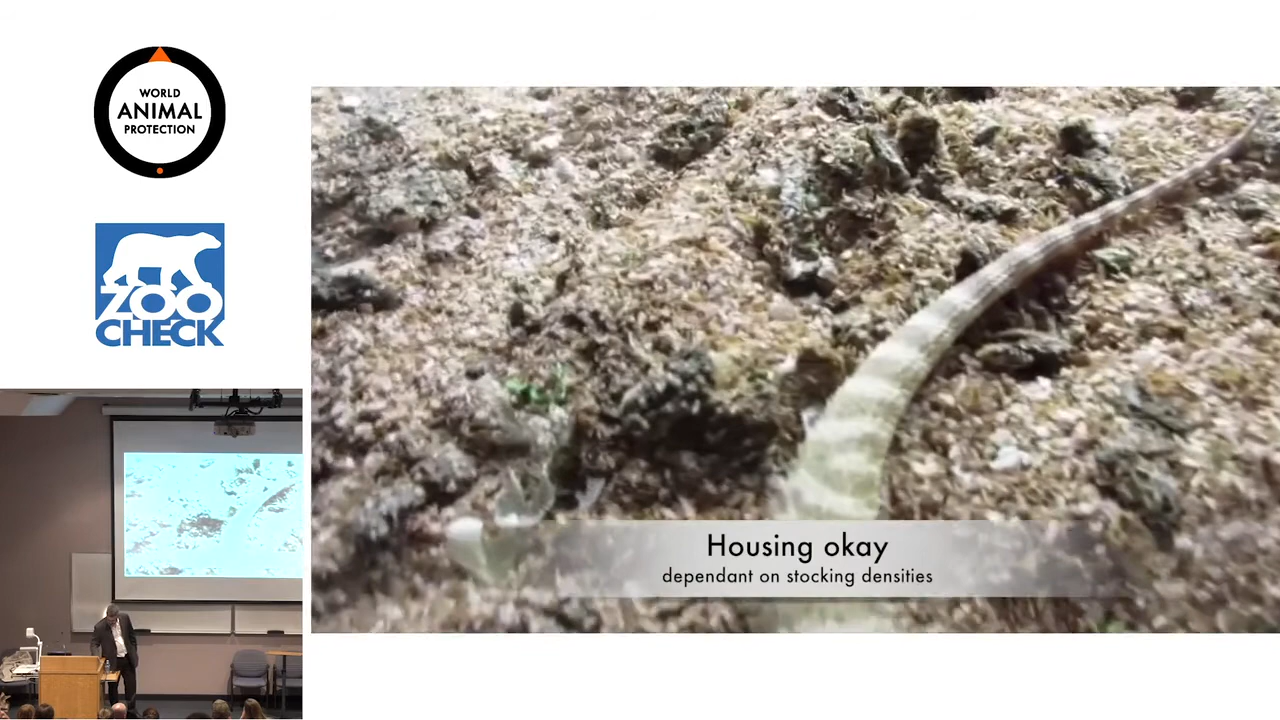 WORLD
ANIMAL
PROTECTION
ZOO
CHECK
Housing okay
dependant on stocking densities